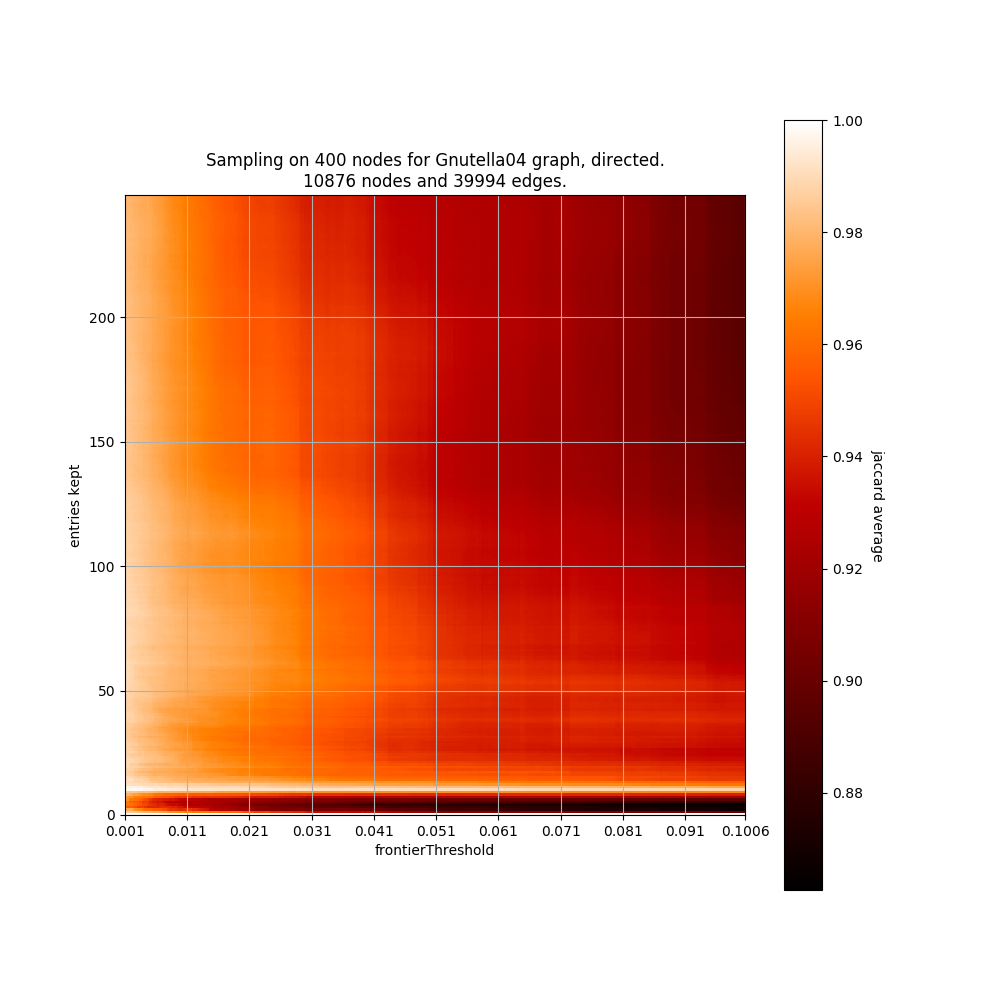 Sampling on 400 nodes for Gnutella04 graph, directed.
10876 nodes and 39994 edges.
entries kept
200
150
100
50
0
0.001 0.011 0.021 0.031 0.041 0.051 0.061 0.071 0.081 0.091 0.1006
frontierThreshold
1.00
0.98
0.96
0.94
0.92
0.90
0.88
jaccard average